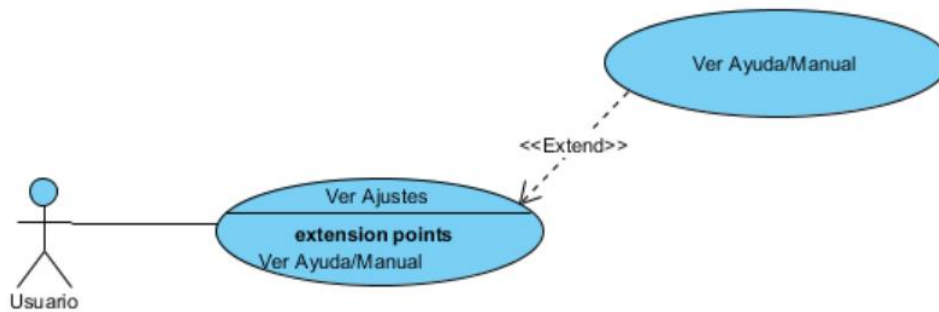 Ver Ayuda/Manual
<<Extend>>
Ver Ajustes
extension points
Ver Ayuda/Manual
Usuario